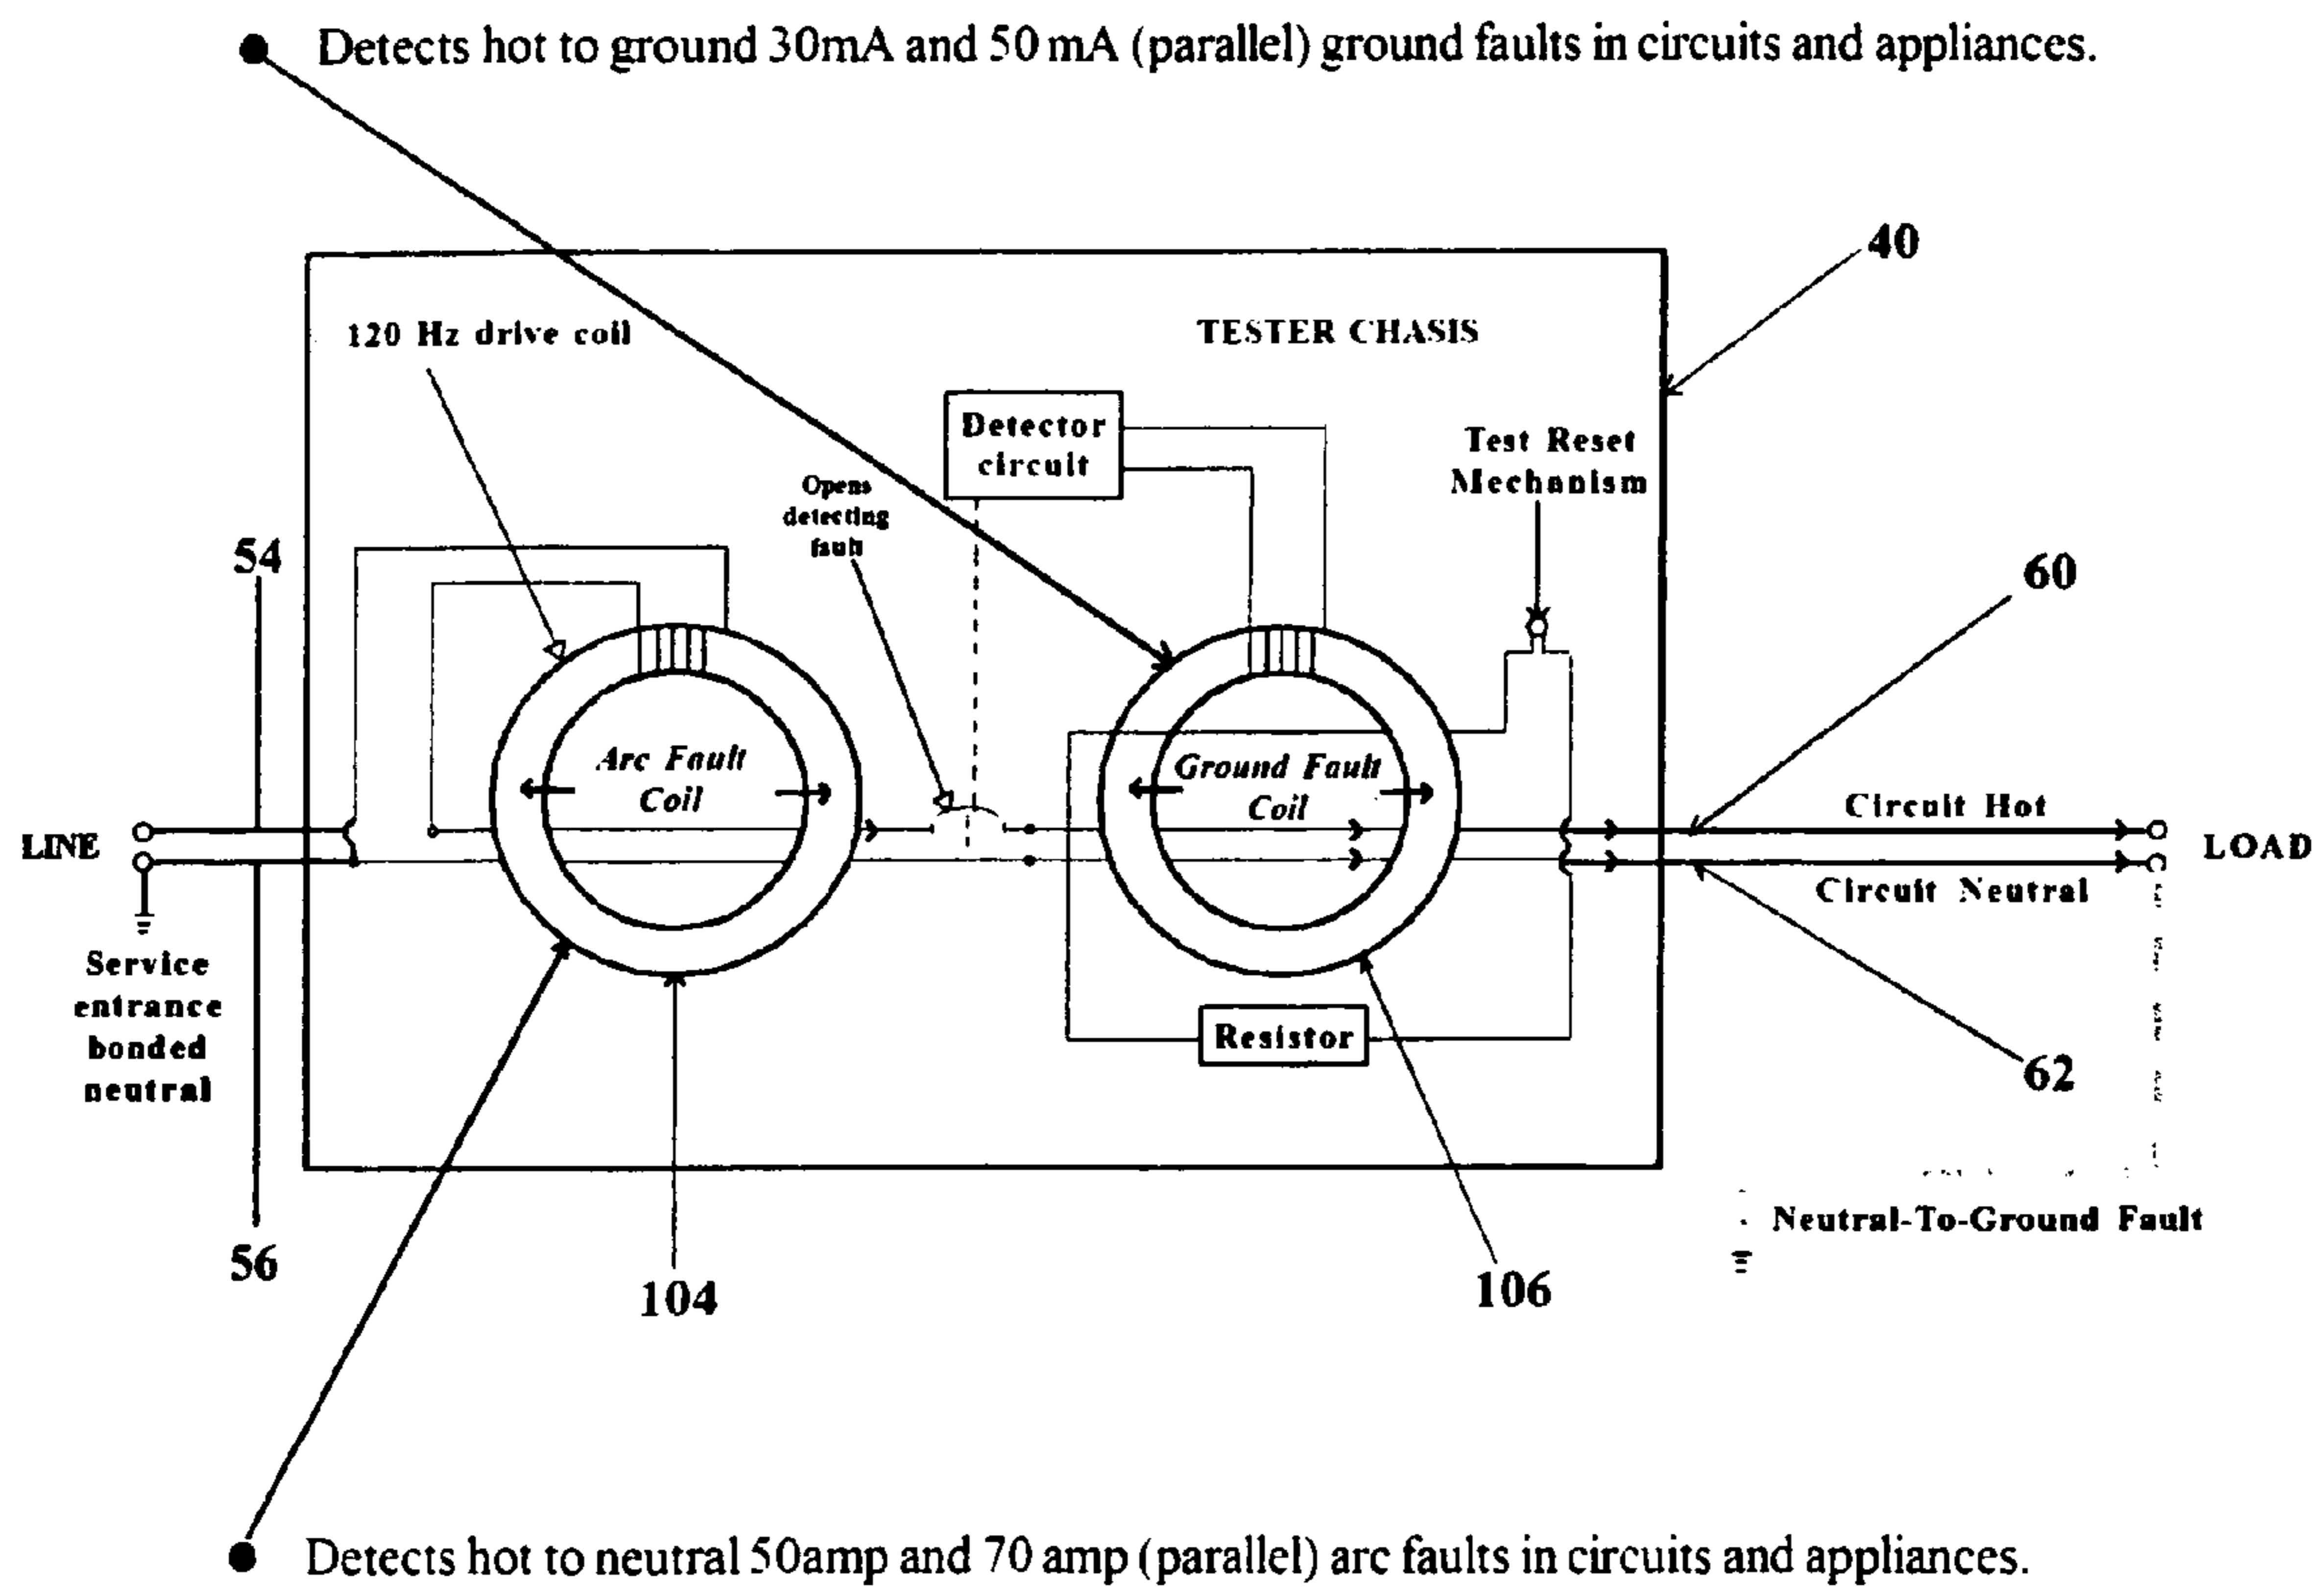 Detects hot to ground 30mA and 50 mA (parallel) ground faults in circuits and appliances.
40
120 Hz drive coil
TESTER CHASIS
Detector
circuit
Test Reset
Mechanism
Opens
detecting
fault
54
60
Arc Fault
Coil
Ground Fault
Coil
Circuit Hot
LINE
LOAD
Circuit Neutral
Service
entrance
bonded
neutral
Resistor
62
Neutral-To-Ground Fault
56
104
106
Detects hot to neutral 50amp and 70 amp (parallel) arc faults in circuits and appliances.